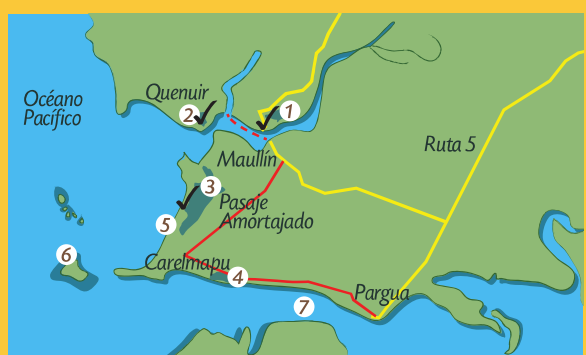 Quenuir
Océano
Pacífico
1
2
Ruta 5
Maullín
3
Pasaje
Amortajado
5
6
Carelmapu
4
Pargua
7